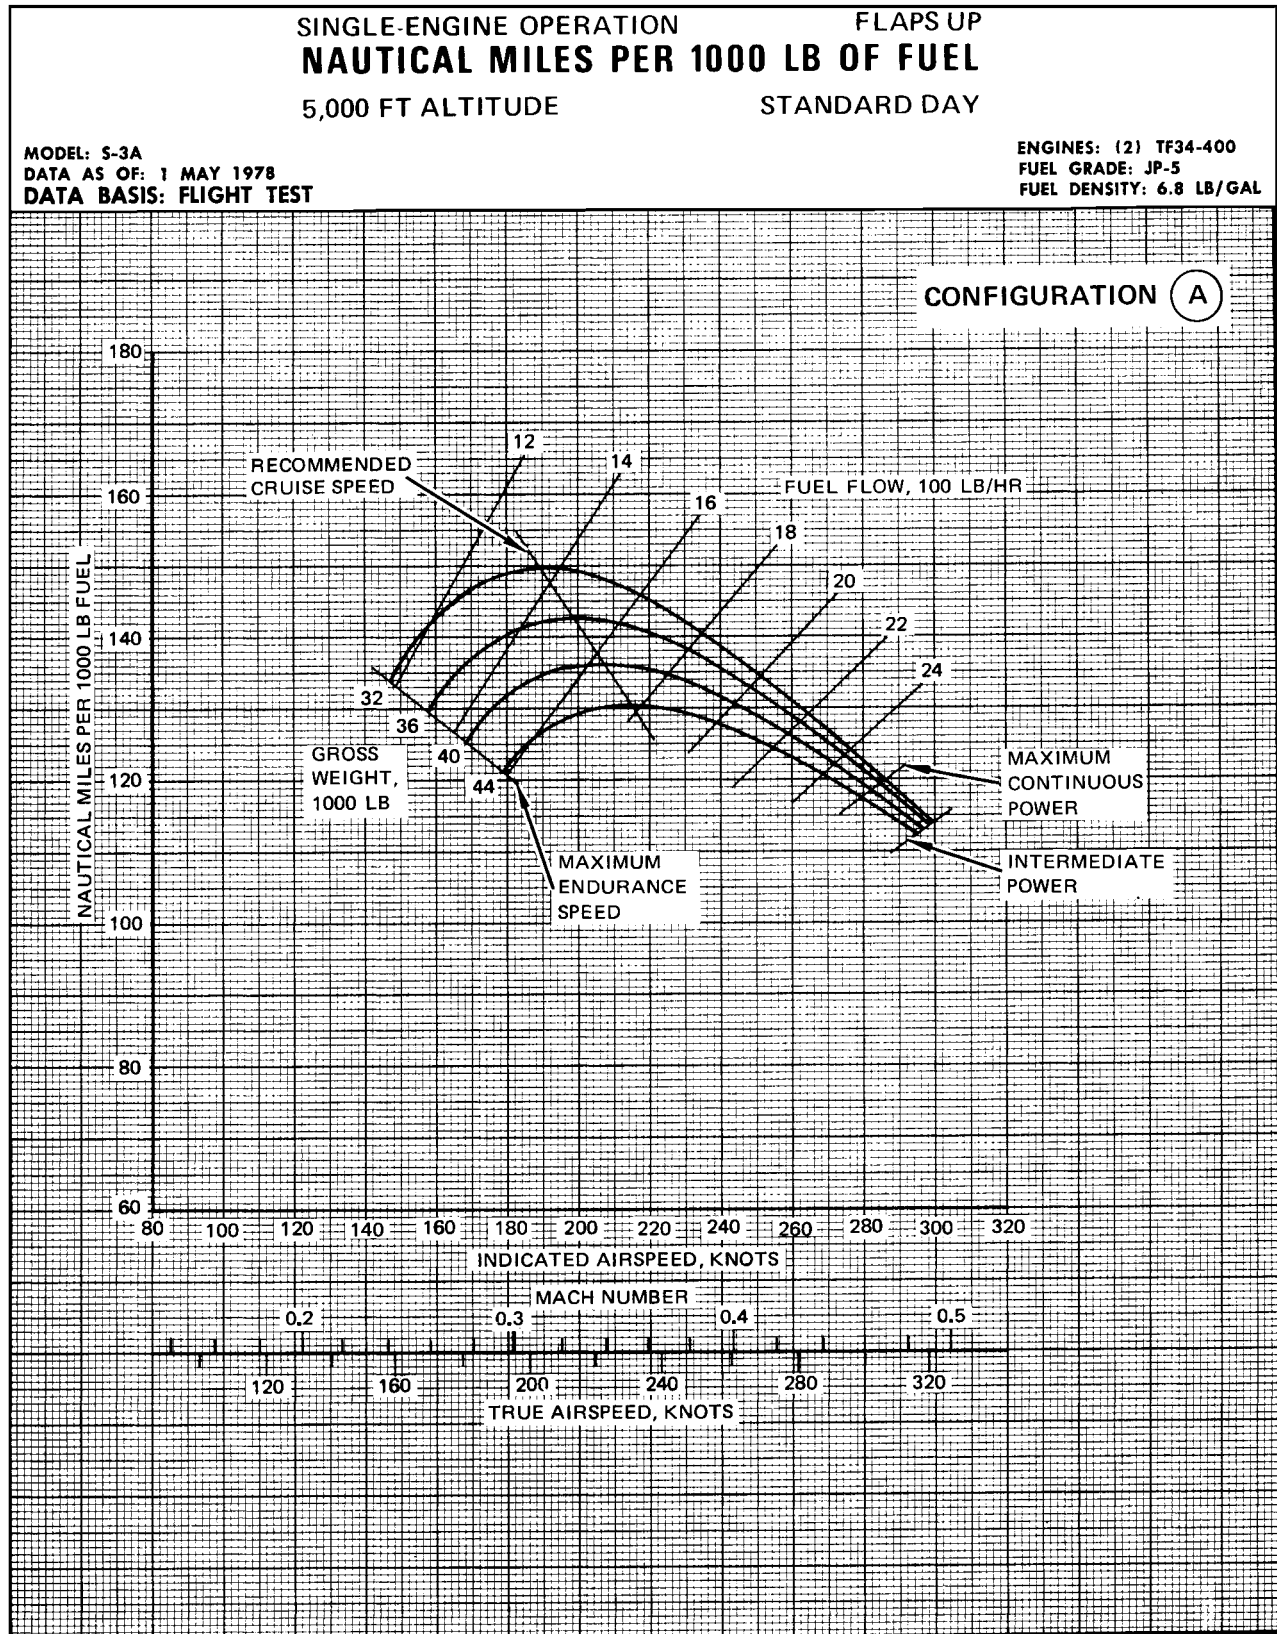 SINGLE-ENGINE OPERATION FLAPS UP
NAUTICAL MILES PER 1000 LB OF FUEL
5,000 FT ALTITUDE STANDARD DAY
MODEL: S-3A
DATA AS OF: 1 MAY 1978
DATA BASIS: FLIGHT TEST
ENGINES: (2) TF34-400
FUEL GRADE: JP-5
FUEL DENSITY: 6.8 LB/GAL
CONFIGURATION A
180
160
140
120
100
80
60
NAUTICAL MILES PER 1000 LB FUEL
RECOMMENDED
CRUISE SPEED
12
14
16
FUEL FLOW, 100 LB/HR
18
20
22
24
32
36
40
44
GROSS
WEIGHT,
1000 LB
MAXIMUM
ENDURANCE
SPEED
MAXIMUM
CONTINUOUS
POWER
INTERMEDIATE
POWER
80 100 120 140 160 180 200 220 240 260 280 300 320
INDICATED AIRSPEED, KNOTS
MACH NUMBER
0.2 0.3 0.4 0.5
120 160 200 240 280 320
TRUE AIRSPEED, KNOTS